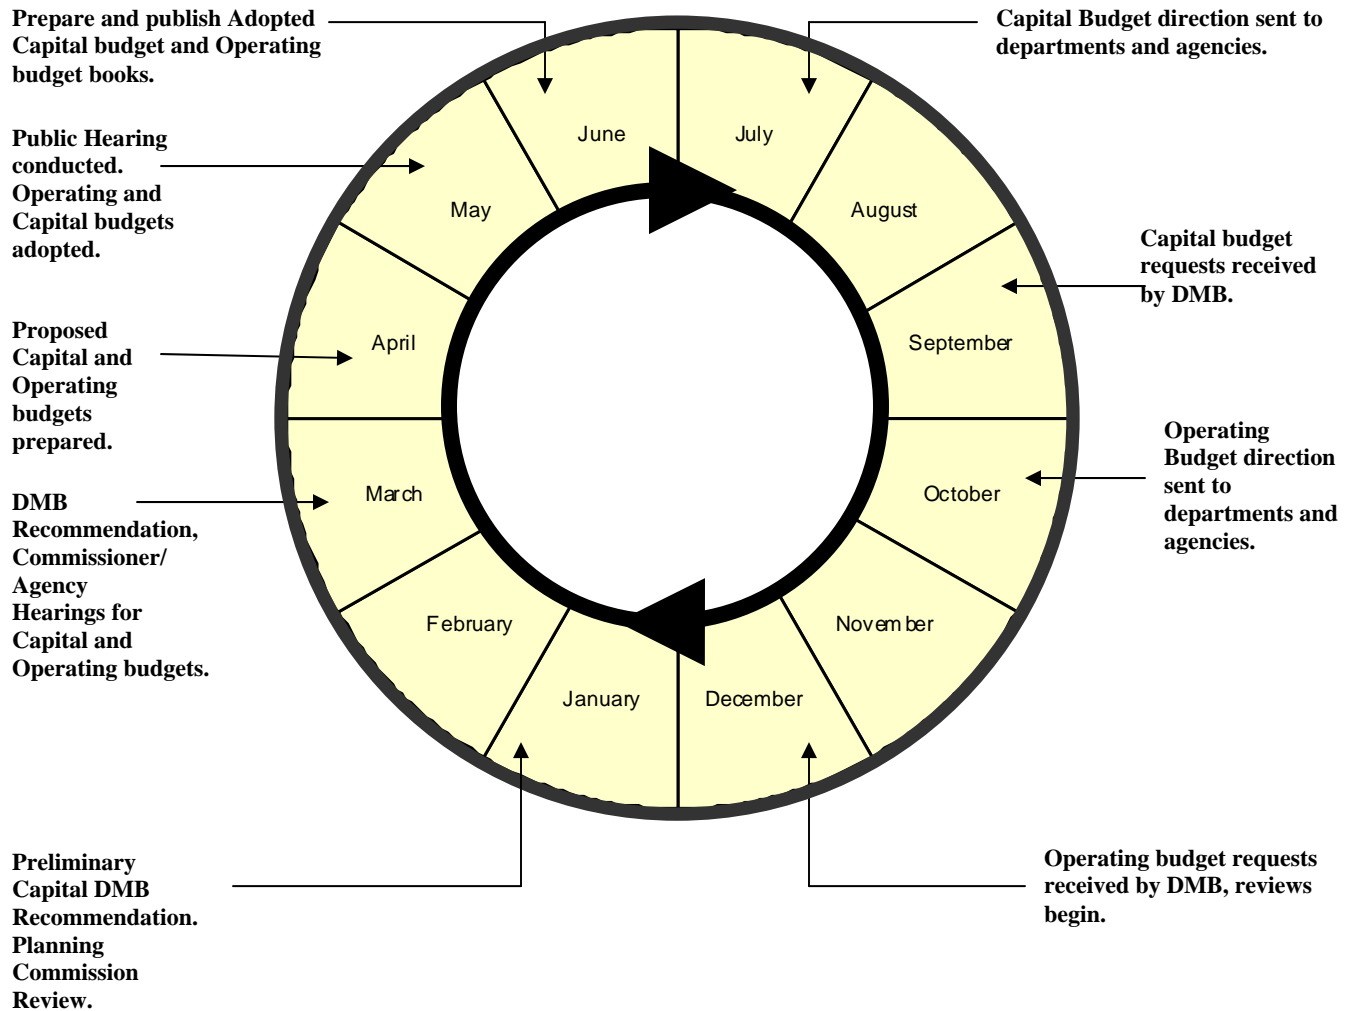 Prepare and publish Adopted
Capital budget and Operating
budget books.
Capital Budget direction sent to
departments and agencies.
Public Hearing
conducted.
Operating and
Capital budgets
adopted.
June
July
May
August
Capital budget
requests received
by DMB.
Proposed
Capital and
Operating
budgets
prepared.
April
September
Operating
Budget direction
sent to
departments and
agencies.
DMB
Recommendation,
Commissioner/
Agency
Hearings for
Capital and
Operating budgets.
March
October
February
November
January
December
Preliminary
Capital DMB
Recommendation.
Planning
Commission
Review.
Operating budget requests
received by DMB, reviews
begin.